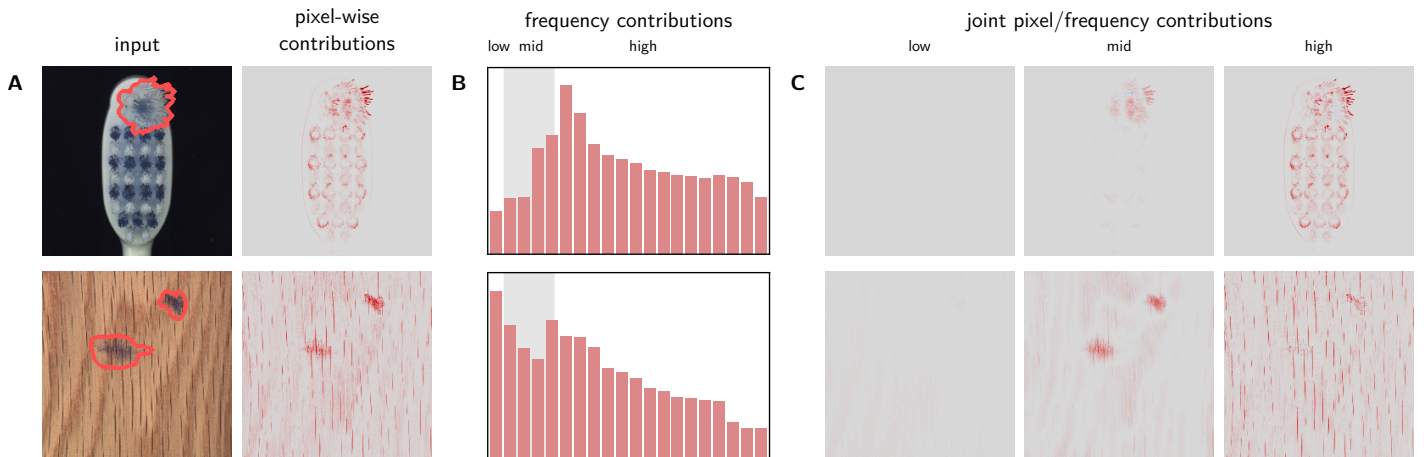 input
pixel-wise
contributions
frequency contributions
low mid high
joint pixel/frequency contributions
low mid high
A
B
C